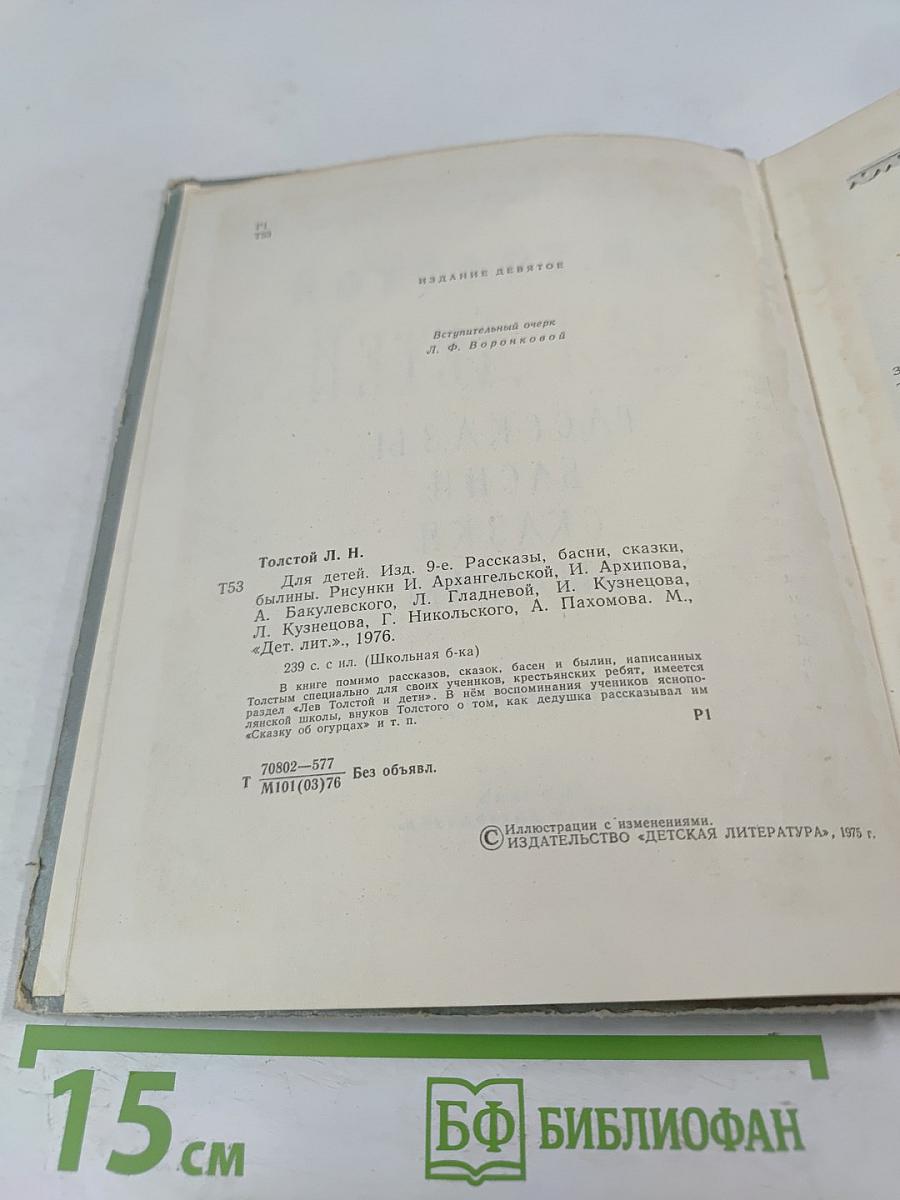 Р1
Т53
ИЗДАНИЕ ДЕВЯТОЕ
Вступительный очерк
Л. Ф. Воронковой
Толстой Л. Н.
Т53
Для детей. Изд. 9-е. Рассказы, басни, сказки,
былины. Рисунки И. Архангельской, И. Архипова,
А. Бакулевского, Л. Гладневой, И. Кузнецова,
Л. Кузнецова, Г. Никольского, А. Пахомова. М.,
«Дет. лит.»., 1976.
239 с. с ил. (Школьная б-ка)
В книге помимо рассказов, сказок, басен и былин, написанных
Толстым специально для своих учеников, крестьянских ребят, имеется
раздел «Лев Толстой и дети». В нём воспоминания учеников яснопо-
лянской школы, внуков Толстого о том, как дедушка рассказывал им
«Сказку об огурцах» и т. п.
Р1
Т 70802—577
М101(03)76 Без объявл.
© Иллюстрации с изменениями.
ИЗДАТЕЛЬСТВО «ДЕТСКАЯ ЛИТЕРАТУРА», 1975 г.
15 см
БФ БИБЛИОФАН